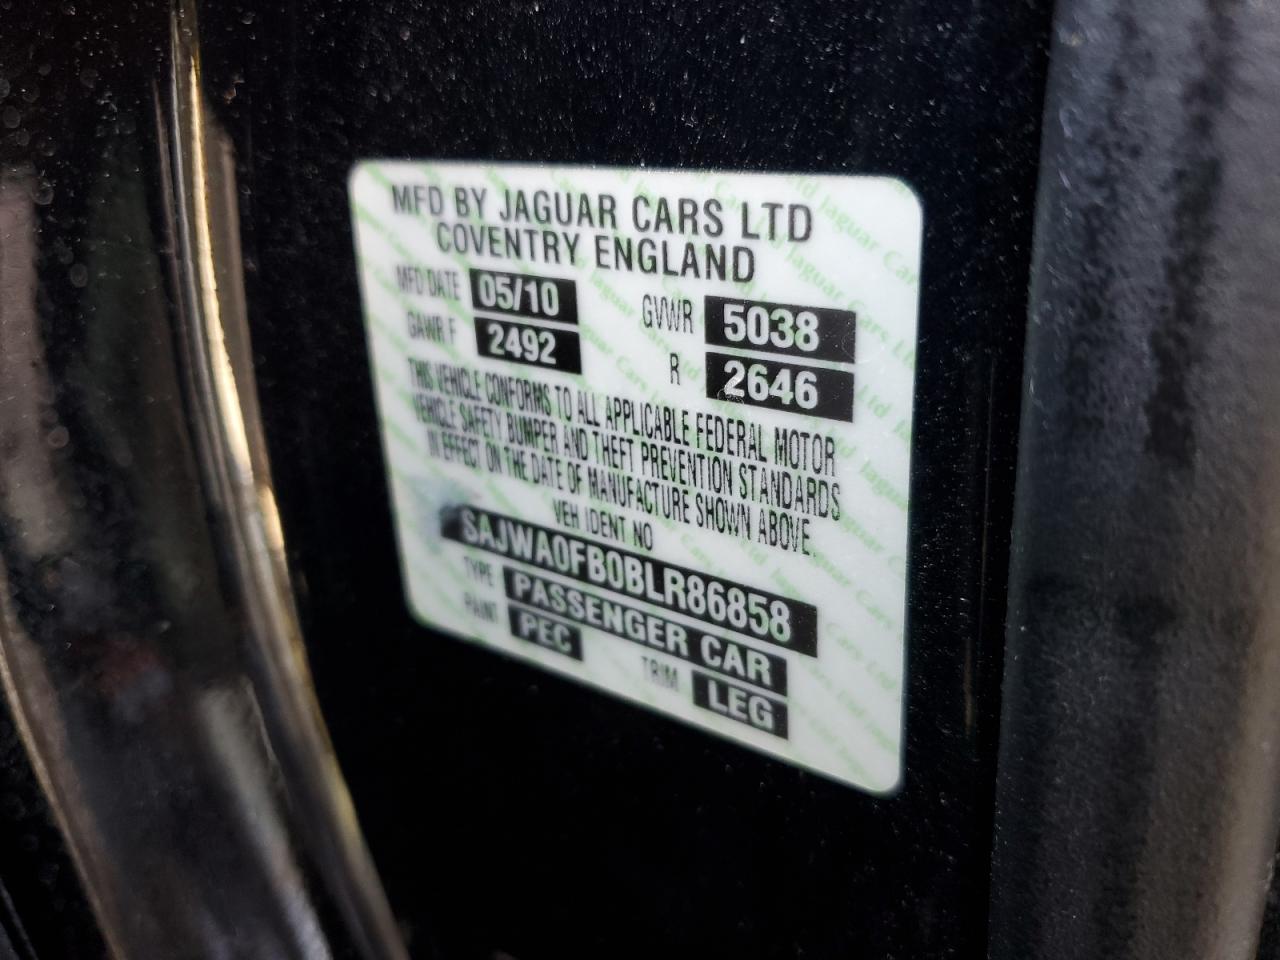 MFD BY JAGUAR CARS LTD
COVENTRY ENGLAND
MFD DATE 05/10 GVWR 5038
GAWR F 2492 R 2646
THIS VEHICLE CONFORMS TO ALL APPLICABLE FEDERAL MOTOR
VEHICLE SAFETY BUMPER AND THEFT PREVENTION STANDARDS
IN EFFECT ON THE DATE OF MANUFACTURE SHOWN ABOVE
VEH IDENT NO
SAJWA0FB0BLR86858
TYPE PASSENGER CAR
PAINT PEC TRIM LEG